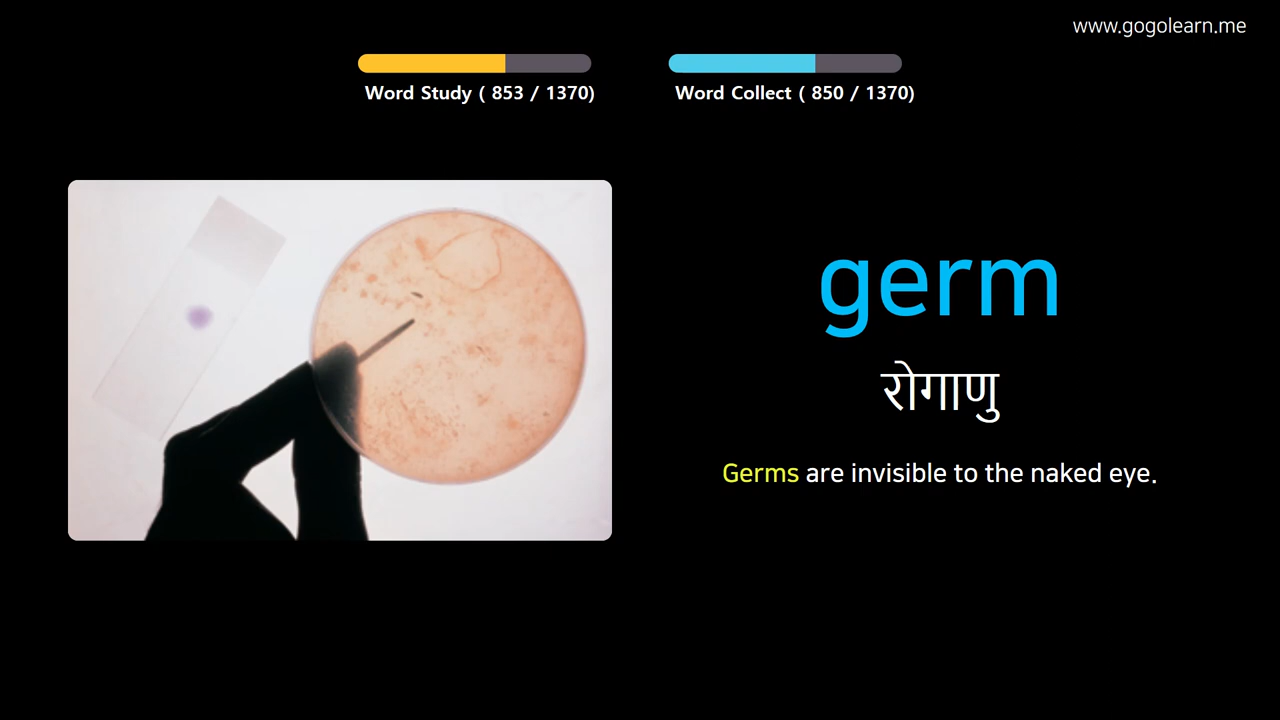 www.gogolearn.me
Word Study ( 853 / 1370)
Word Collect ( 850 / 1370)
germ
रोगाणु
Germs are invisible to the naked eye.